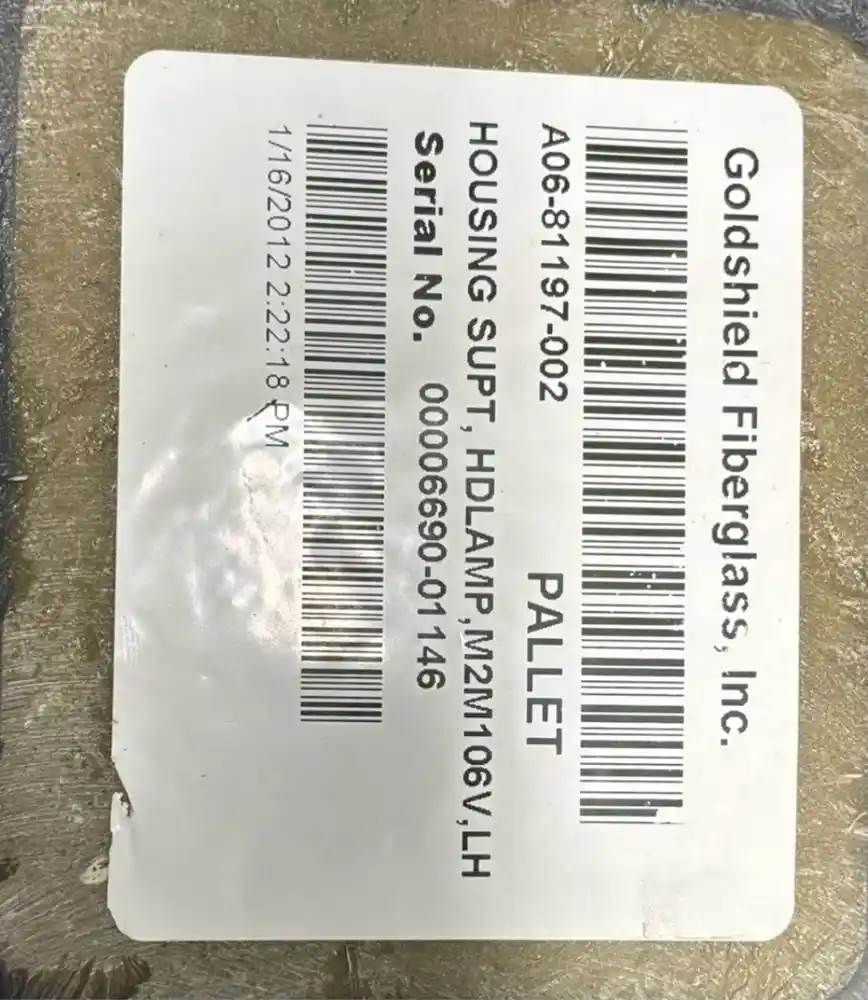 Goldshield Fiberglass, Inc.
A06-81197-002 PALLET
HOUSING SUPT, HDLAMP,M2M106V,LH
Serial No. 00006690-01146
1/16/2012 2:22:18 PM